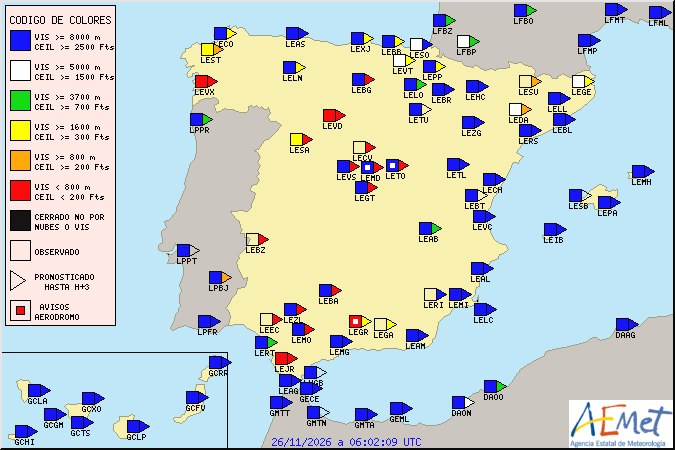 CODIGO DE COLORES
VIS >= 8000 m
CEIL >= 2500 Fts
VIS >= 5000 m
CEIL >= 1500 Fts
VIS >= 3700 m
CEIL >= 700 Fts
VIS >= 1600 m
CEIL >= 300 Fts
VIS >= 800 m
CEIL >= 200 Fts
VIS < 800 m
CEIL < 200 Fts
CERRADO NO POR
NUBES O VIS
OBSERVADO
PRONOSTICADO
HASTA H+3
AVISOS
AERODROMO
LFBO
LFMT
LFML
LFBZ
LECO
LEAS
LEXJ
LEBB
LESO
LFBP
LFMP
LEST
LEVT
LEPP
LELN
LEVX
LEBG
LELO
LEBR
LEHC
LESU
LEGE
LELL
LPPR
LEVD
LETU
LEZG
LEDA
LERS
LEBL
LESA
LECV
LEVS
LEMD
LETO
LETL
LEMH
LEGT
LECH
LEBT
LESB
LEPA
LEVC
LEAB
LEIB
LEBZ
LPPT
LPBJ
LEAL
LEBA
LERI
LEMI
LEZL
LELC
LPFR
LEEC
LEMO
LEGR
LEGA
LEAM
DAAG
LERT
LEMG
LEJR
GCRR
LEAG
GECE
DAOO
GCLA
GCXO
GCFV
GMTT
GMTN
GMTA
GEML
DAON
GCGM
GCTS
GCLP
GCHI
26/11/2026 a 06:02:09 UTC
AEMet
Agencia Estatal de Meteorología